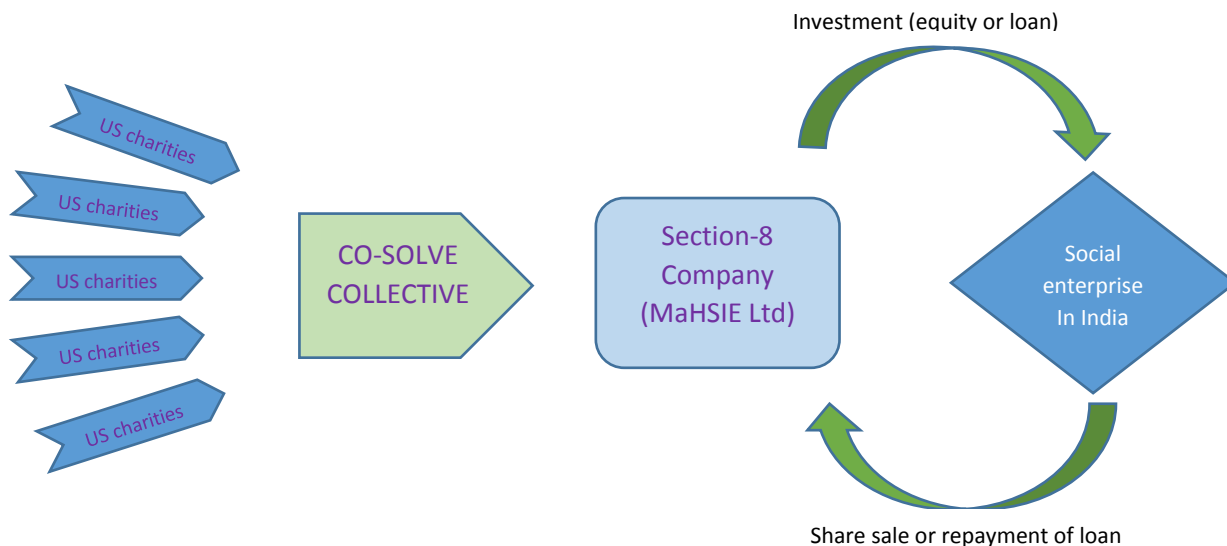 Investment (equity or loan)
US charities
US charities
US charities
US charities
US charities
CO-SOLVE
COLLECTIVE
Section-8
Company
(MaHSIE Ltd)
Social
enterprise
In India
Share sale or repayment of loan